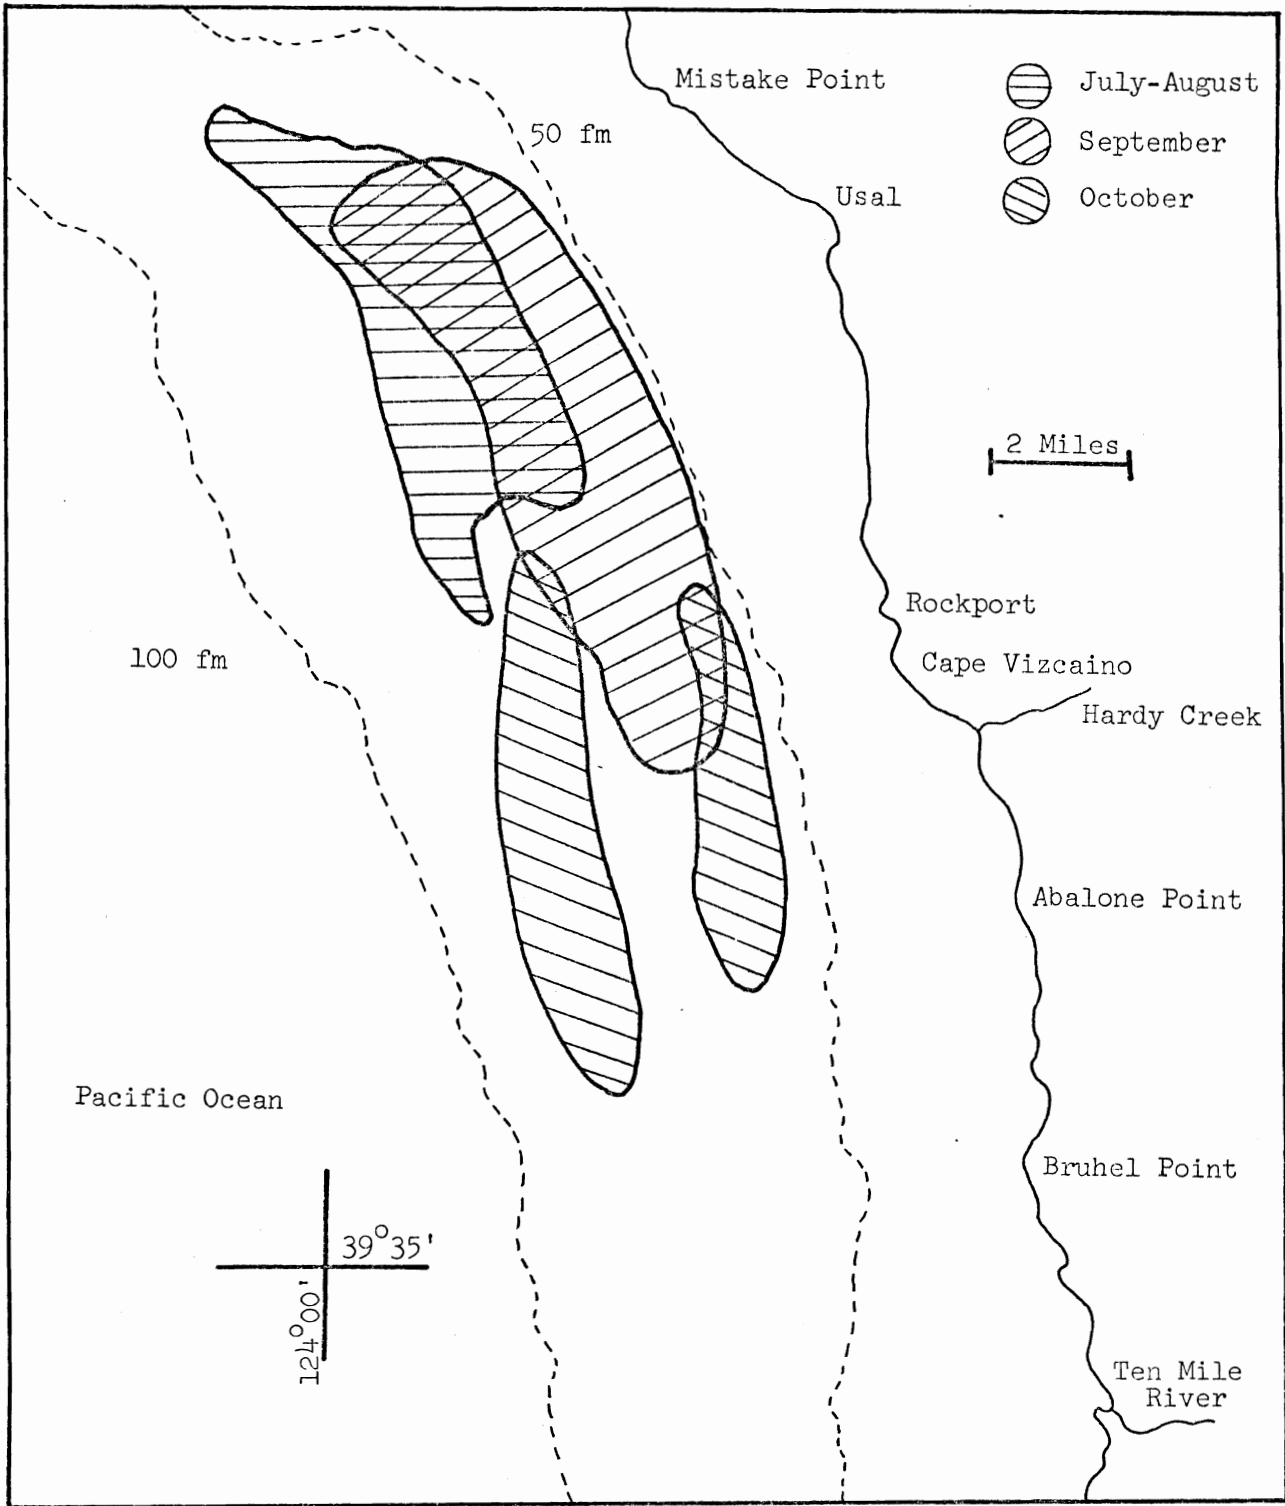 Mistake Point
July-August
50 fm
September
Usal
October
2 Miles
Rockport
100 fm
Cape Vizcaino
Hardy Creek
Abalone Point
Pacific Ocean
Bruhel Point
39°35'
124°00'
Ten Mile
River